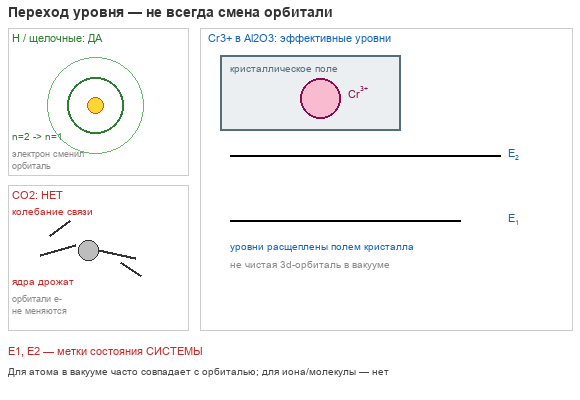 Переход уровня — не всегда смена орбитали
H / щелочные: ДА
n=2 -> n=1
электрон сменил
орбиталь
CO2: НЕТ
колебание связи
ядра дрожат
орбитали e-
не меняются
Cr3+ в Al2O3: эффективные уровни
кристаллическое поле
Cr3+
E2
E1
уровни расщеплены полем кристалла
не чистая 3d-орбиталь в вакууме
E1, E2 — метки состояния СИСТЕМЫ
Для атома в вакууме часто совпадает с орбиталью; для иона/молекулы — нет